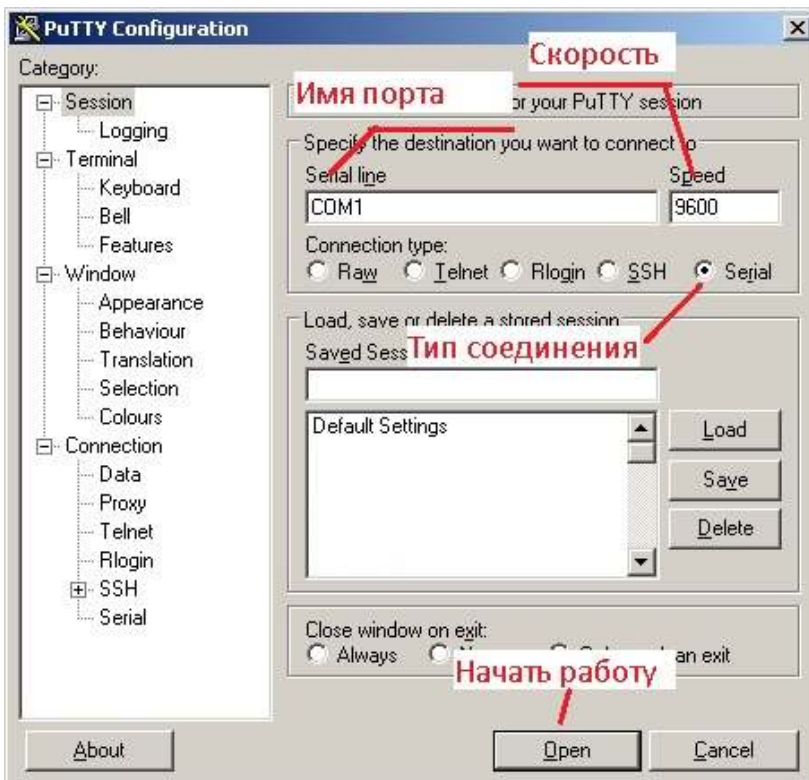 PuTTY Configuration
Category:
Session
Logging
Terminal
Keyboard
Bell
Features
Window
Appearance
Behaviour
Translation
Selection
Colours
Connection
Data
Proxy
Telnet
Rlogin
SSH
Serial
Скорость
Имя порта
your PuTTY session
Specify the destination you want to connect to
Serial line Speed
COM1 9600
Connection type:
Raw Telnet Rlogin SSH Serial
Load, save or delete a stored session
Тип соединения
Saved
Default Settings
Load
Save
Delete
Close window on exit:
Always an exit
Начать работу
About Open Cancel